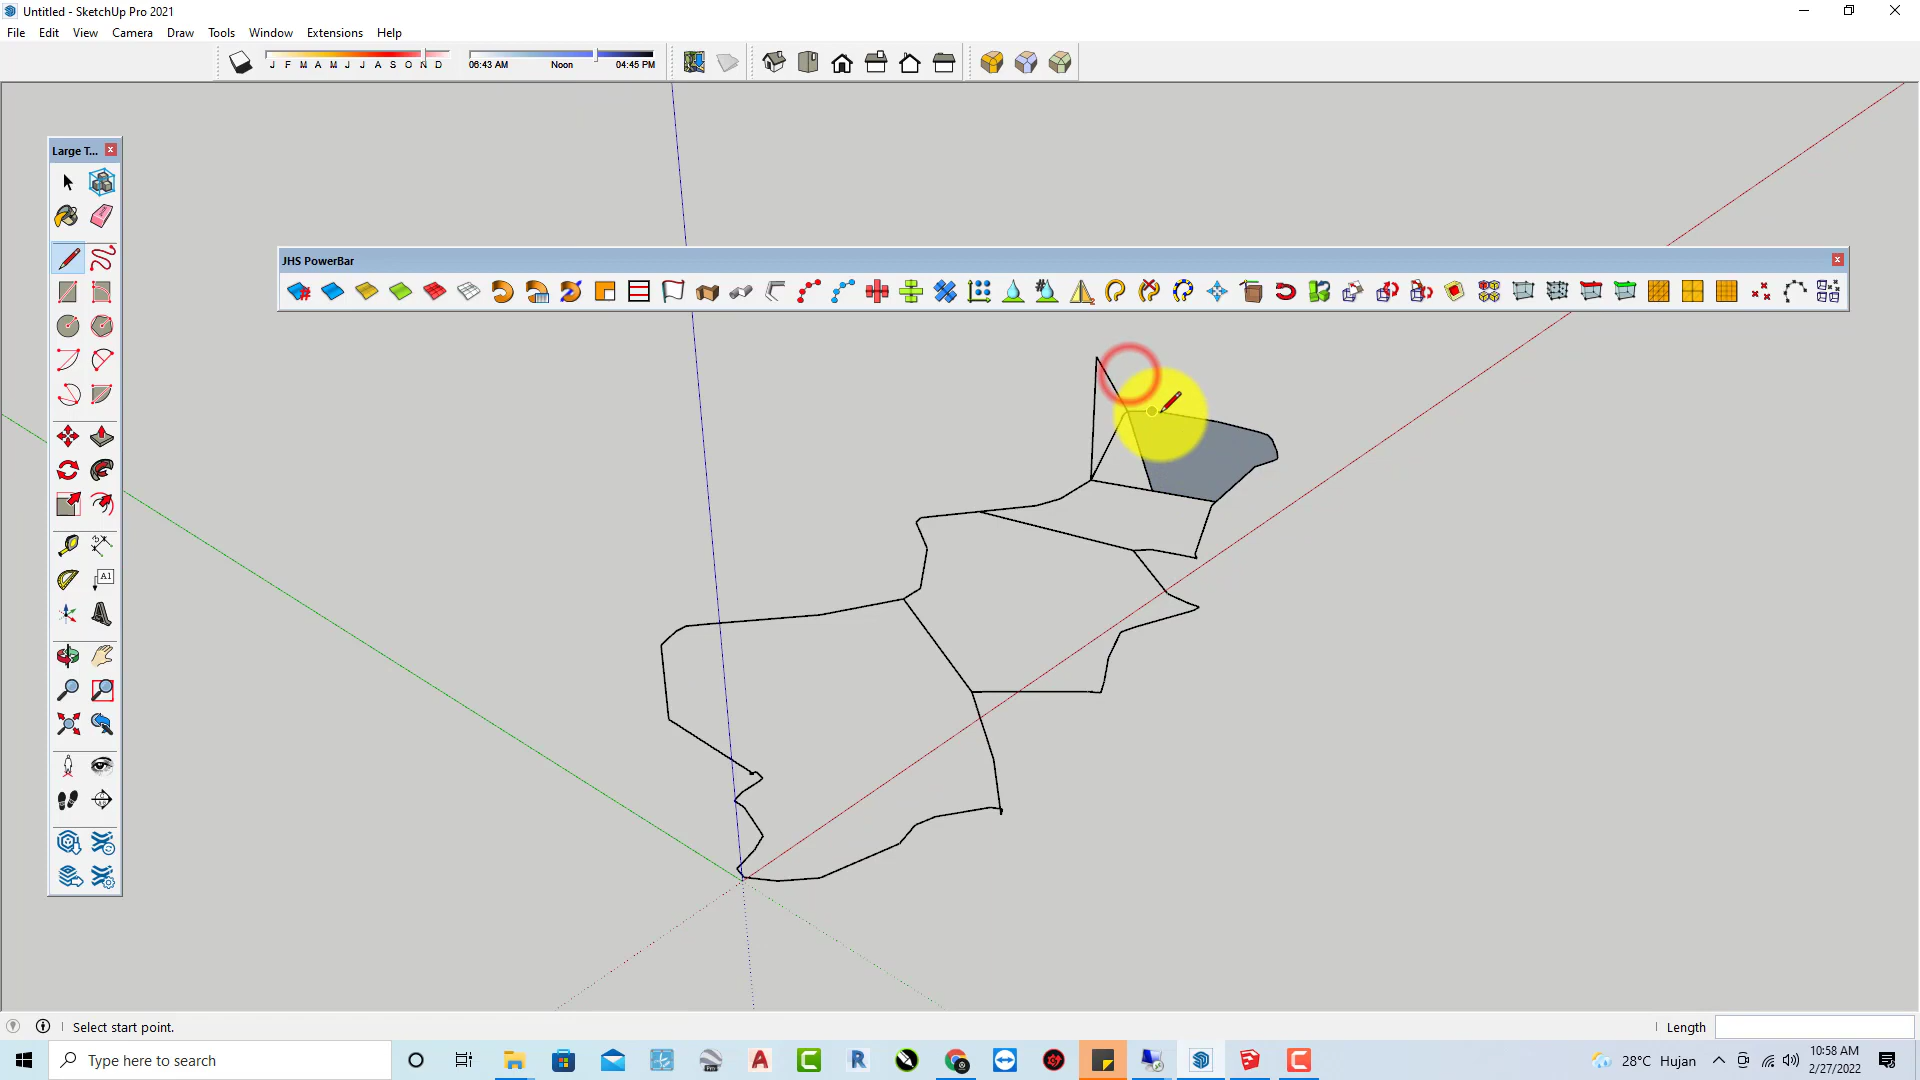 Untitled - SketchUp Pro 2021
File Edit View Camera Draw Tools Window Extensions Help
J F M A M J J A S O N D
06:43 AM Noon 04:45 PM
Large T...
JHS PowerBar
A1
Select start point.
Length
Type here to search
28°C Hujan
10:58 AM
2/27/2022